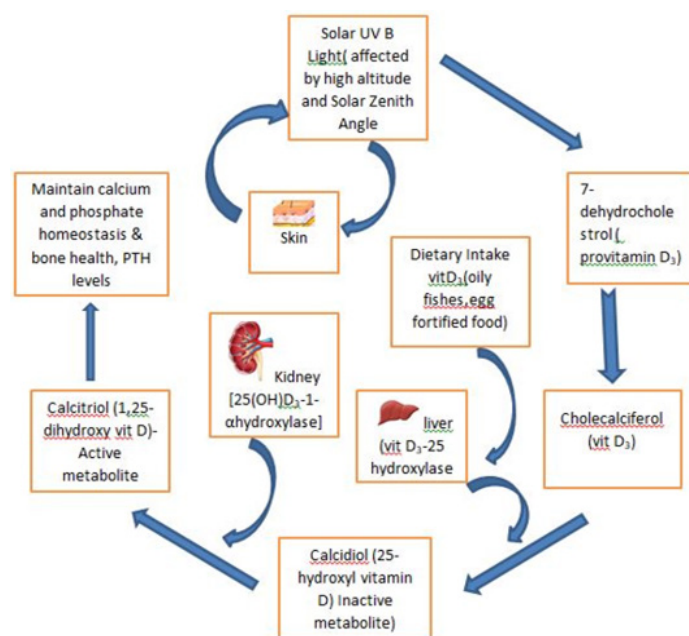 Solar UV B
Light( affected
by high altitude
and Solar Zenith
Angle
Maintain calcium
and phosphate
homeostasis &
bone health, PTH
levels
Skin
7-
dehydrochole
strol (
provitamin D₃)
Dietary Intake
vitD₃(oily
fishes,egg
fortified food)
Kidney
[25(OH)D₃-1-
αhydroxylase]
liver
(vit D₃-25
hydroxylase
Calcitriol (1,25-
dihydroxy vit D)-
Active
metabolite
Cholecalciferol
(vit D₃)
Calcidiol (25-
hydroxyl vitamin
D) Inactive
metabolite)